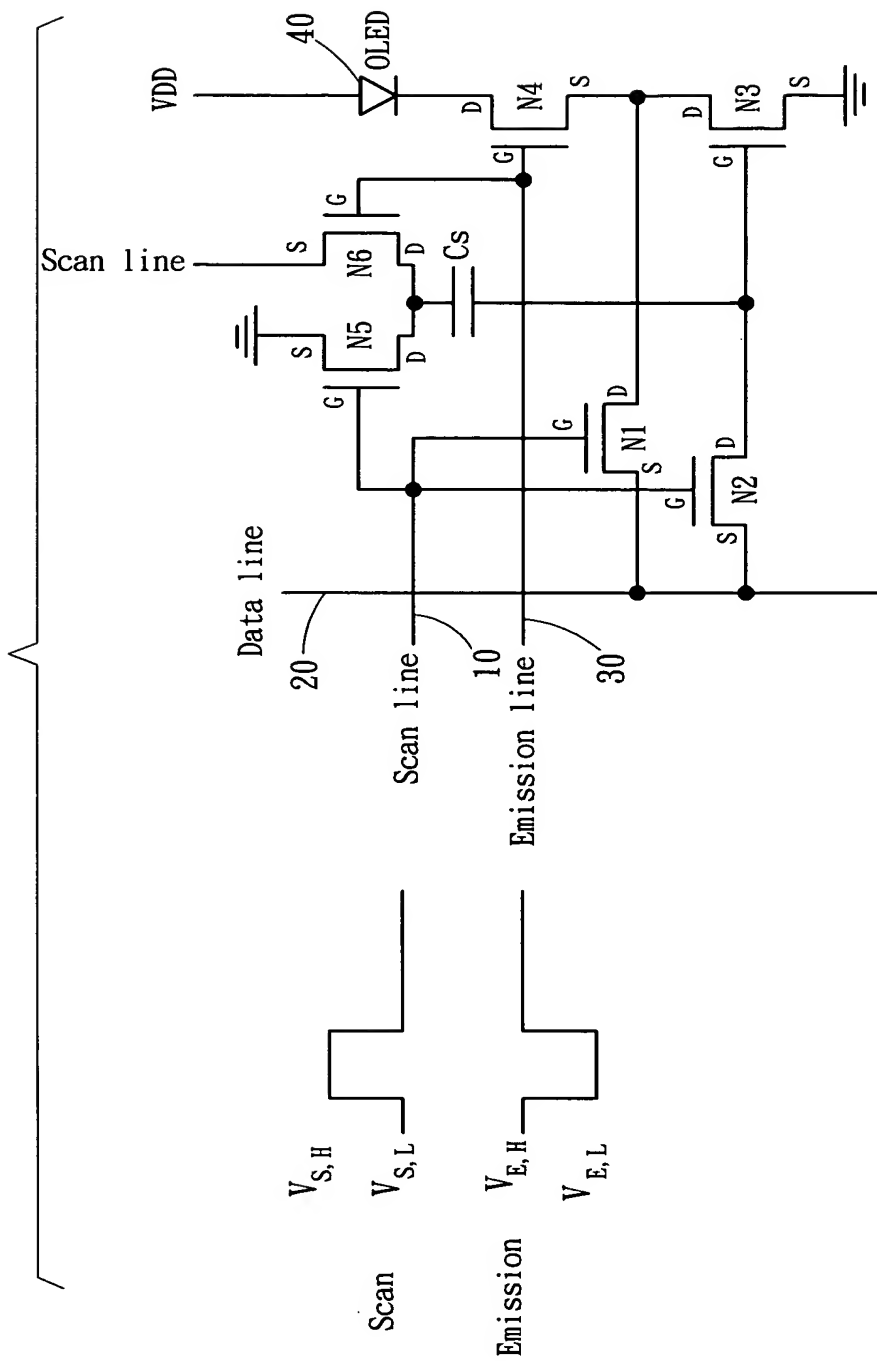 VDD
40
OLED
D
G
N4
S
D
G
N3
S
Scan line
S
G
N6
D
S
N5
G
D
Cs
G
N1
D
S
G
N2
D
S
Data line
20
Scan line
10
Emission line
30
Scan
V_S,H
V_S,L
Emission
V_E,H
V_E,L